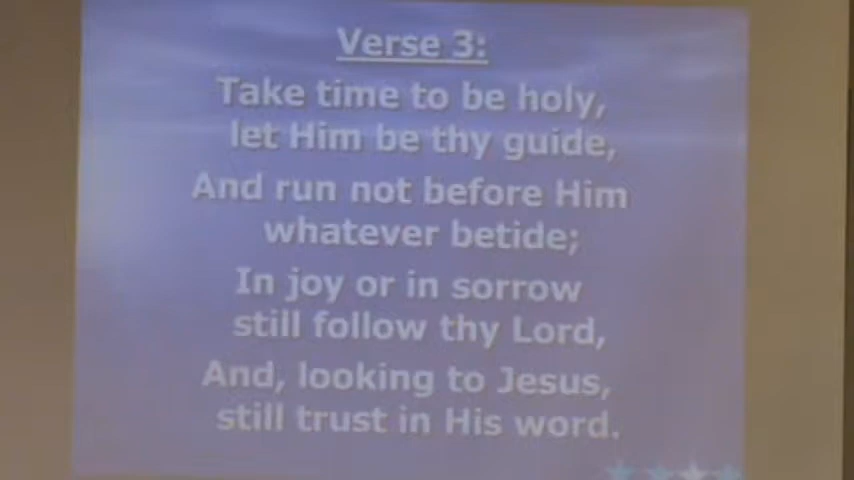 Verse 3:
Take time to be holy,
let Him be thy guide,
And run not before Him
whatever betide;
In joy or in sorrow
still follow thy Lord,
And, looking to Jesus,
still trust in His word.